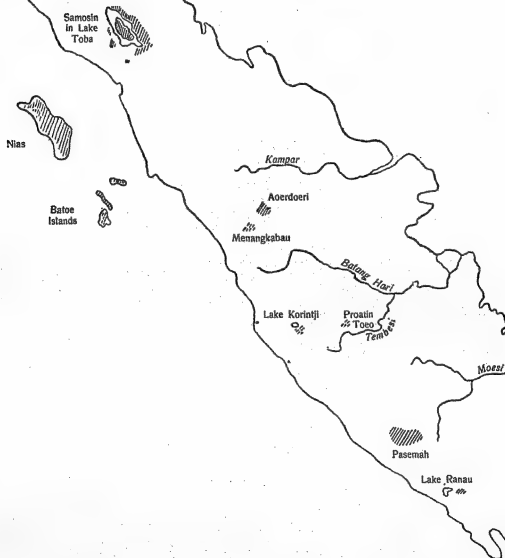 Samosin
in Lake
Toba
Nias
Kampar
Aoerdoeri
Batoe
Islands
Menangkabau
Batang Hari
Lake Korintji
Proatin
Toeo
Tembesi
Moesi
Pasemah
Lake Ranau